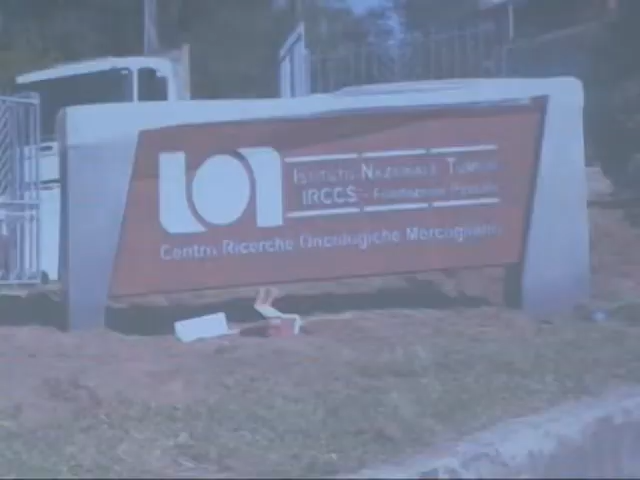 Istituto Nazionale Tumori
IRCCS - Fondazione Pascale
Centro Ricerche Oncologiche Mercogliano